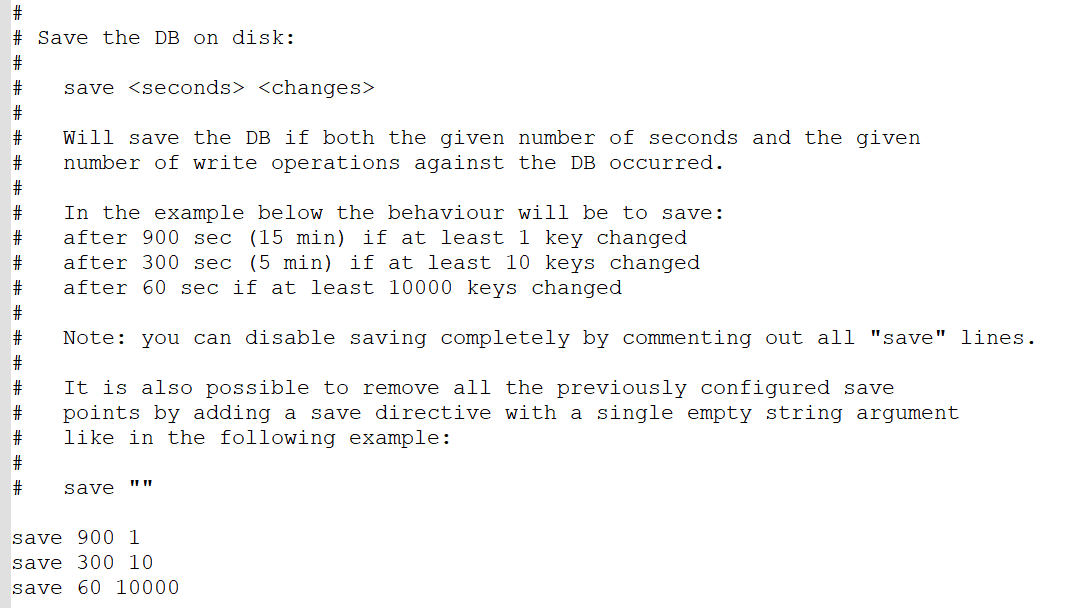 #
# Save the DB on disk:
#
#   save <seconds> <changes>
#
#   Will save the DB if both the given number of seconds and the given
#   number of write operations against the DB occurred.
#
#   In the example below the behaviour will be to save:
#   after 900 sec (15 min) if at least 1 key changed
#   after 300 sec (5 min) if at least 10 keys changed
#   after 60 sec if at least 10000 keys changed
#
#   Note: you can disable saving completely by commenting out all "save" lines.
#
#   It is also possible to remove all the previously configured save
#   points by adding a save directive with a single empty string argument
#   like in the following example:
#
#   save ""

save 900 1
save 300 10
save 60 10000